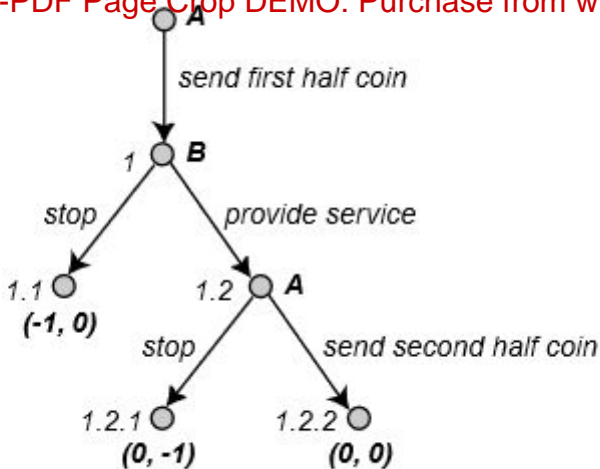 -PDF Page Crop DEMO. Purchase from w
A
send first half coin
1 B
stop provide service
1.1 1.2 A
(-1, 0)
stop send second half coin
1.2.1 1.2.2
(0, -1) (0, 0)